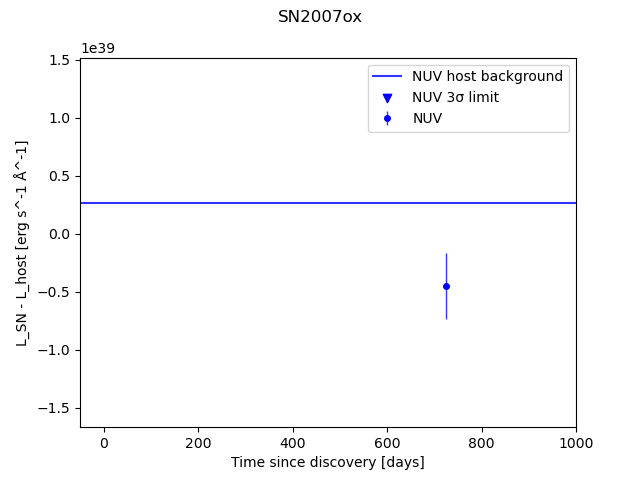 SN2007ox
1e39
NUV host background
NUV 3σ limit
NUV
1.5
1.0
0.5
0.0
−0.5
−1.0
−1.5
L_SN - L_host [erg s^-1 Å^-1]
0 200 400 600 800 1000
Time since discovery [days]